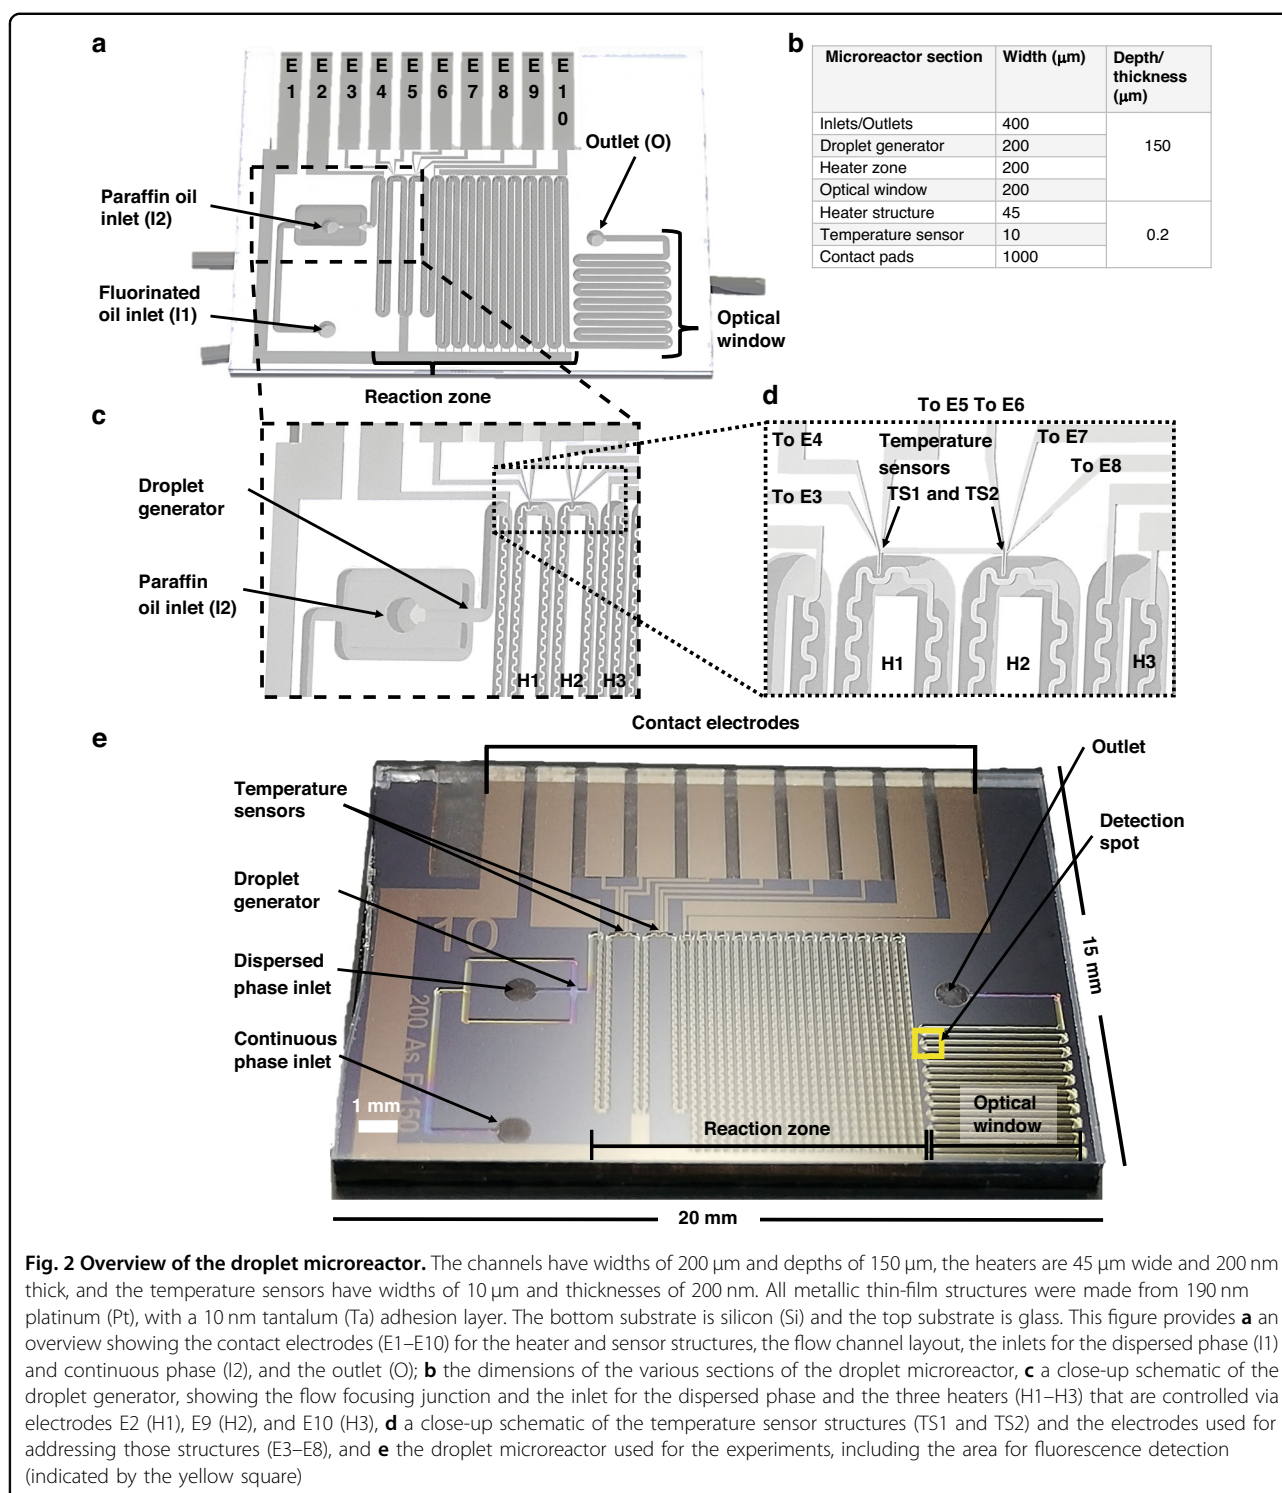 a
E1 E2 E3 E4 E5 E6 E7 E8 E9 E10
Outlet (O)
Paraffin oil
inlet (I2)
Fluorinated
oil inlet (I1)
Optical
window
Reaction zone
b
Microreactor section Width (µm) Depth/
thickness
(µm)
Inlets/Outlets 400
Droplet generator 200 150
Heater zone 200
Optical window 200
Heater structure 45
Temperature sensor 10 0.2
Contact pads 1000
c
Droplet
generator
Paraffin
oil inlet (I2)
H1 H2 H3
d
To E5 To E6
To E4 Temperature To E7
sensors To E8
To E3 TS1 and TS2
H1 H2 H3
e
Contact electrodes
Outlet
Temperature
sensors
Detection
spot
Droplet
generator
10
Dispersed
phase inlet
15 mm
200 As F 150
Continuous
phase inlet
1 mm
Optical
window
Reaction zone
20 mm
Fig. 2 Overview of the droplet microreactor. The channels have widths of 200 µm and depths of 150 µm, the heaters are 45 µm wide and 200 nm
thick, and the temperature sensors have widths of 10 µm and thicknesses of 200 nm. All metallic thin-film structures were made from 190 nm
platinum (Pt), with a 10 nm tantalum (Ta) adhesion layer. The bottom substrate is silicon (Si) and the top substrate is glass. This figure provides a an
overview showing the contact electrodes (E1–E10) for the heater and sensor structures, the flow channel layout, the inlets for the dispersed phase (I1)
and continuous phase (I2), and the outlet (O); b the dimensions of the various sections of the droplet microreactor, c a close-up schematic of the
droplet generator, showing the flow focusing junction and the inlet for the dispersed phase and the three heaters (H1–H3) that are controlled via
electrodes E2 (H1), E9 (H2), and E10 (H3), d a close-up schematic of the temperature sensor structures (TS1 and TS2) and the electrodes used for
addressing those structures (E3–E8), and e the droplet microreactor used for the experiments, including the area for fluorescence detection
(indicated by the yellow square)